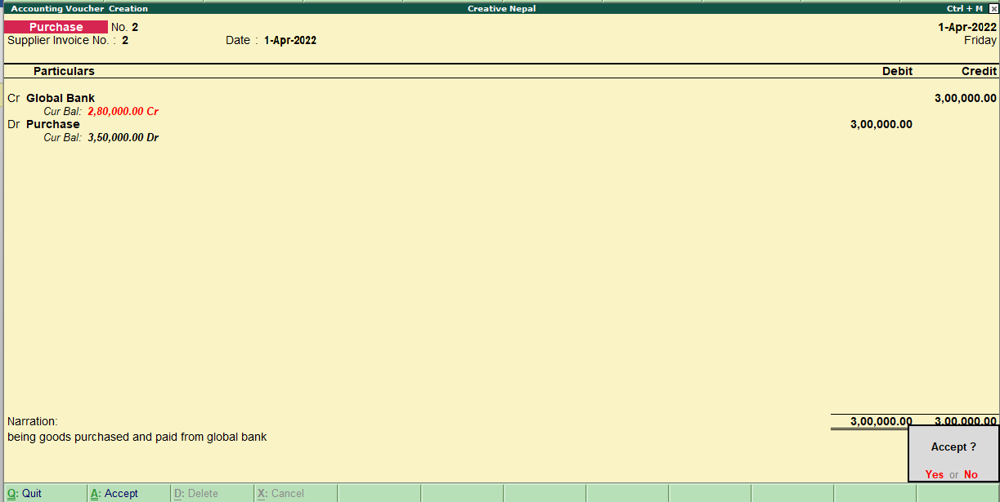 Accounting Voucher Creation Creative Nepal Ctrl + M
Purchase No. 2 1-Apr-2022
Supplier Invoice No. : 2 Date : 1-Apr-2022 Friday
Particulars Debit Credit
Cr Global Bank 3,00,000.00
Cur Bal: 2,80,000.00 Cr
Dr Purchase 3,00,000.00
Cur Bal: 3,50,000.00 Dr
Narration: 3,00,000.00 3,00,000.00
being goods purchased and paid from global bank
Accept ?
Yes or No
Q: Quit A: Accept D: Delete X: Cancel